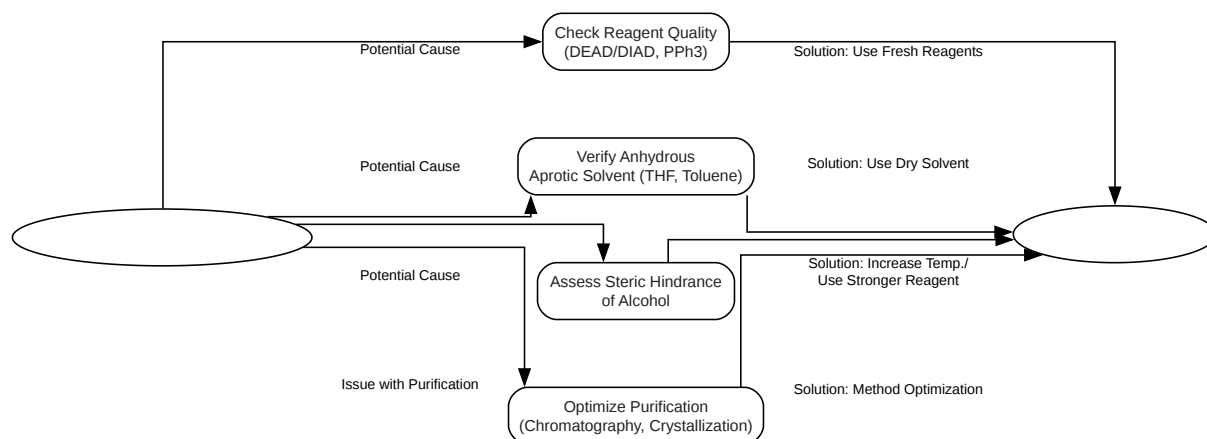 Potential Cause
Check Reagent Quality
(DEAD/DIAD, PPh3)
Solution: Use Fresh Reagents
Potential Cause
Verify Anhydrous
Aprotic Solvent (THF, Toluene)
Solution: Use Dry Solvent
Potential Cause
Assess Steric Hindrance
of Alcohol
Solution: Increase Temp./
Use Stronger Reagent
Issue with Purification
Optimize Purification
(Chromatography, Crystallization)
Solution: Method Optimization